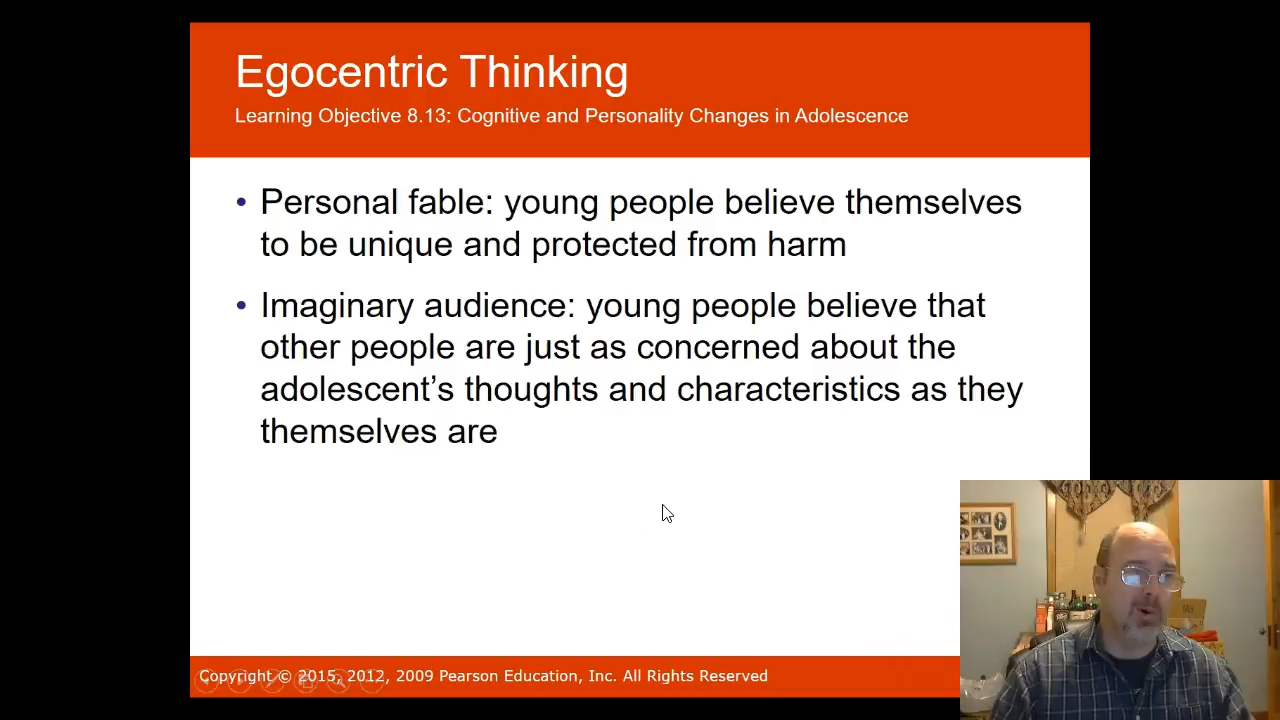 Egocentric Thinking
Learning Objective 8.13: Cognitive and Personality Changes in Adolescence
• Personal fable: young people believe themselves
to be unique and protected from harm
• Imaginary audience: young people believe that
other people are just as concerned about the
adolescent’s thoughts and characteristics as they
themselves are
Copyright © 2015, 2012, 2009 Pearson Education, Inc. All Rights Reserved